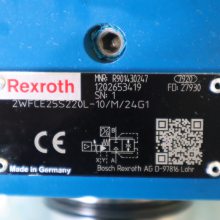 Rexroth
MNR: R901430247
7920
1202653419
FD: 27930
SN: 1
2WFCE25S220L-10/M/24G1
Made in Germany
Bosch Rexroth AG D-97816 Lohr